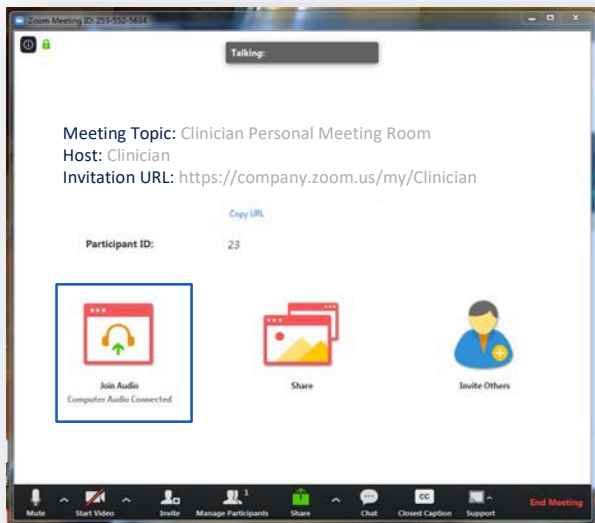 Zoom Meeting ID: 253-552-5634
Talking:
Meeting Topic: Clinician Personal Meeting Room
Host: Clinician
Invitation URL: https://company.zoom.us/my/Clinician
Copy URL
Participant ID: 23
Join Audio Share Invite Others
Computer Audio Connected
1
Mute Start Video Invite Manage Participants Share Chat CC Closed Caption Support End Meeting